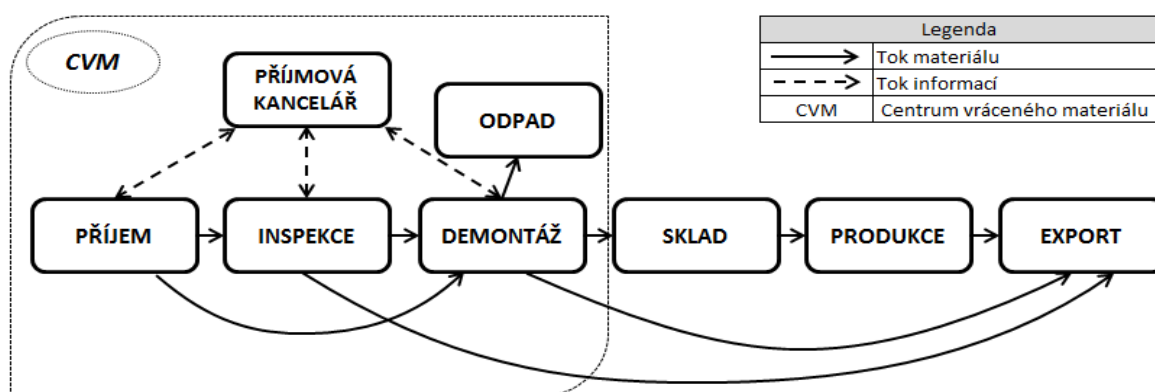 CVM
PŘÍJMOVÁ
KANCELÁŘ
ODPAD
Legenda
Tok materiálu
Tok informací
CVM Centrum vráceného materiálu
PŘÍJEM INSPEKCE DEMONTÁŽ SKLAD PRODUKCE EXPORT